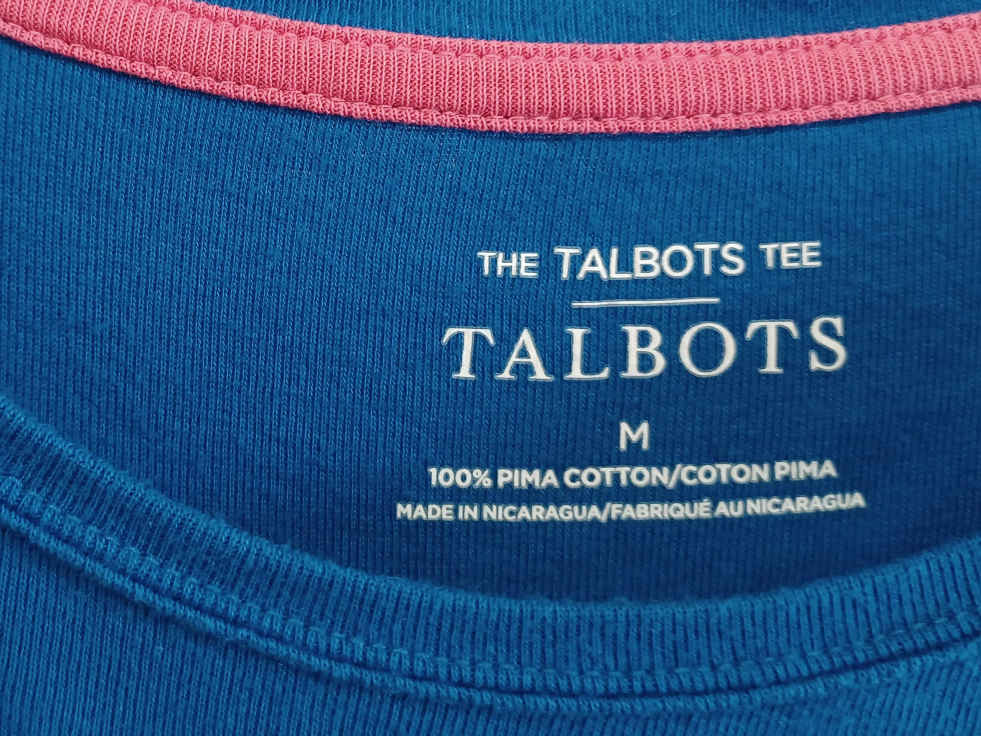 THE TALBOTS TEE
TALBOTS
M
100% PIMA COTTON/COTON PIMA
MADE IN NICARAGUA/FABRIQUÉ AU NICARAGUA